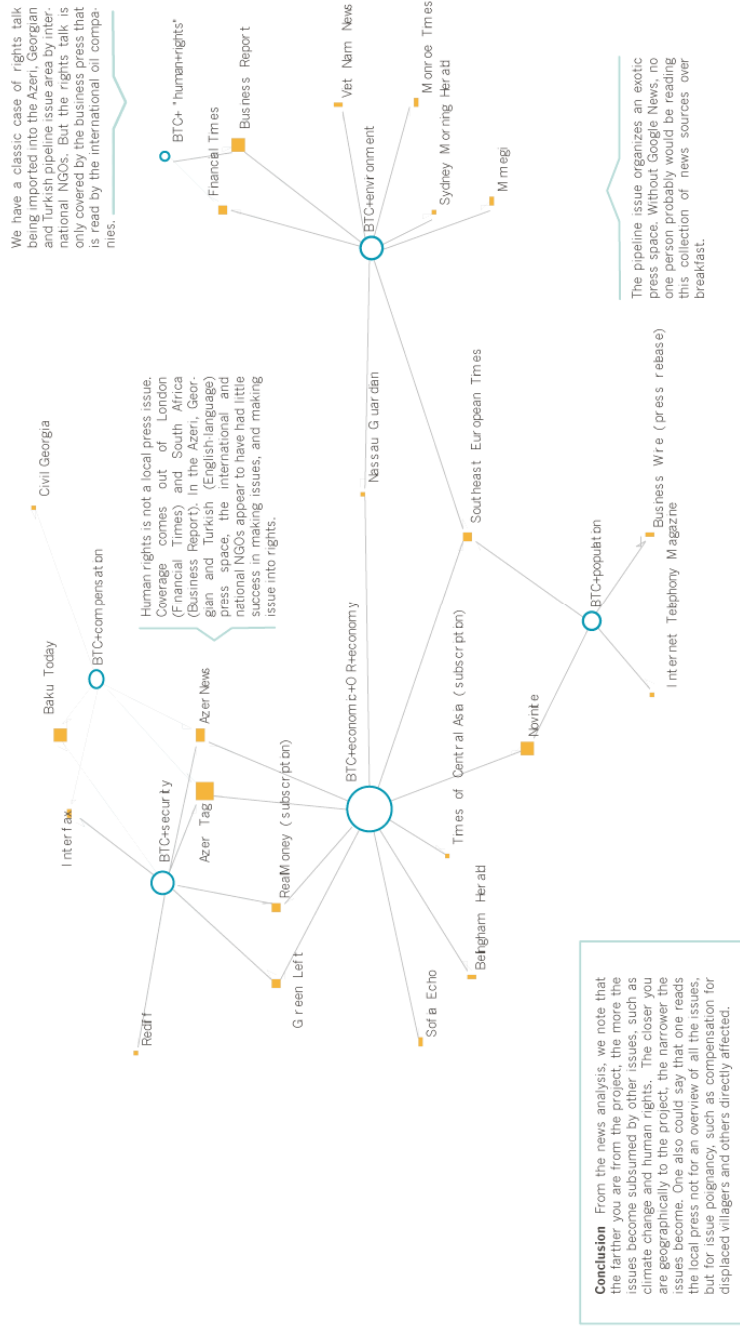 We have a classic case of rights talk
being imported into the Azeri, Georgian
and Turkish pipeline issue area by inter-
national NGOs. But the rights talk is
only covered by the business press that
is read by the international oil compa-
nies.
BTC+ "human+rights"
Financial Times
Business Report
Viet Nam News
BTC+environment
Monroe Times
Sydney Morning Herald
Mmegi
Civil Georgia
BTC+compensation
Baku Today
Interfax
Human rights is not a local press issue.
Coverage comes out of London
(Financial Times) and South Africa
(Business Report). In the Azeri, Geor-
gian and Turkish (English-language)
press space, the international and
national NGOs appear to have had little
success in making issues, and making
issue into rights.
Rediff
BTC+security
Azer Tag
AzerNews
Green Left
RealMoney (subscription)
BTC+economic+OR+economy
Nassau Guardian
Sofia Echo
Bellingham Herald
Times of Central Asia (subscription)
Southeast European Times
Novinite
BTC+population
Internet Telephony Magazine
Business Wire (press release)
The pipeline issue organizes an exotic
press space. Without Google News, no
one person probably would be reading
this collection of news sources over
breakfast.
Conclusion From the news analysis, we note that
the farther you are from the project, the more the
issues become subsumed by other issues, such as
climate change and human rights. The closer you
are geographically to the project, the narrower the
issues become. One also could say that one reads
the local press not for an overview of all the issues,
but for issue poignancy, such as compensation for
displaced villagers and others directly affected.